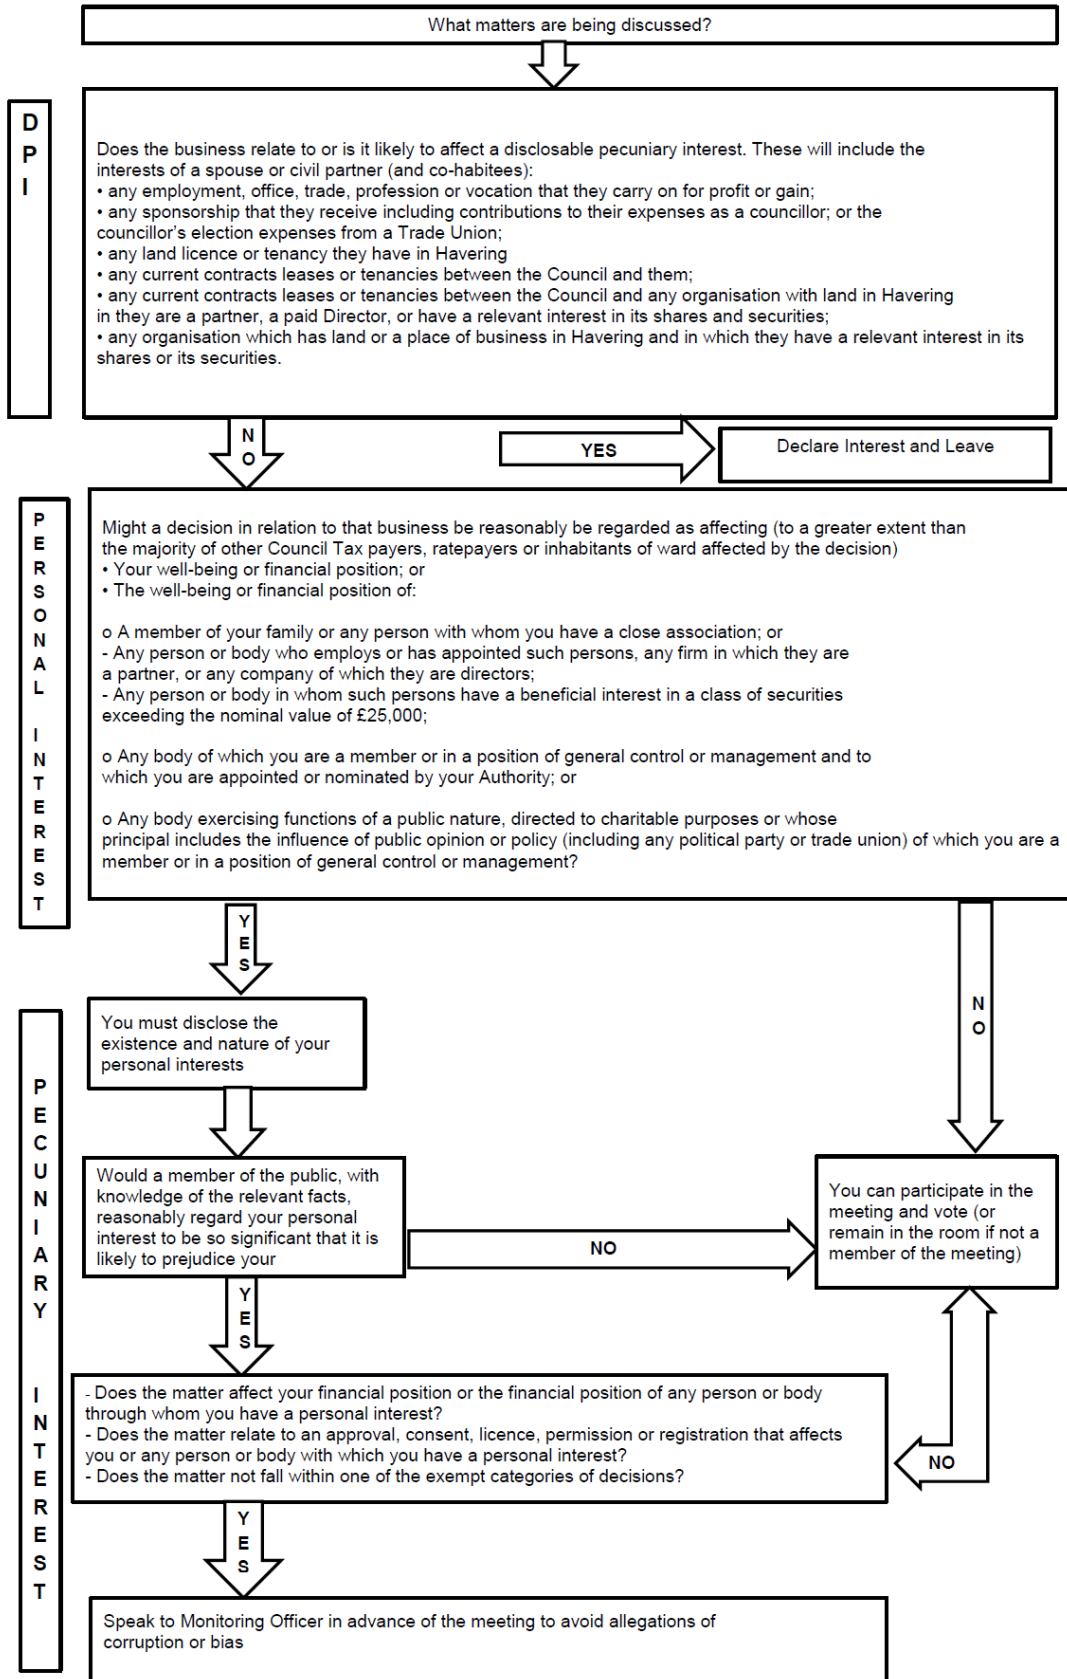 What matters are being discussed?
D
P
I
Does the business relate to or is it likely to affect a disclosable pecuniary interest. These will include the
interests of a spouse or civil partner (and co-habitees):
• any employment, office, trade, profession or vocation that they carry on for profit or gain;
• any sponsorship that they receive including contributions to their expenses as a councillor; or the
councillor's election expenses from a Trade Union;
• any land licence or tenancy they have in Havering
• any current contracts leases or tenancies between the Council and them;
• any current contracts leases or tenancies between the Council and any organisation with land in Havering
in they are a partner, a paid Director, or have a relevant interest in its shares and securities;
• any organisation which has land or a place of business in Havering and in which they have a relevant interest in its
shares or its securities.
N
O
YES
Declare Interest and Leave
P
E
R
S
O
N
A
L
I
N
T
E
R
E
S
T
Might a decision in relation to that business be reasonably be regarded as affecting (to a greater extent than
the majority of other Council Tax payers, ratepayers or inhabitants of ward affected by the decision)
• Your well-being or financial position; or
• The well-being or financial position of:
o A member of your family or any person with whom you have a close association; or
- Any person or body who employs or has appointed such persons, any firm in which they are
a partner, or any company of which they are directors;
- Any person or body in whom such persons have a beneficial interest in a class of securities
exceeding the nominal value of £25,000;
o Any body of which you are a member or in a position of general control or management and to
which you are appointed or nominated by your Authority; or
o Any body exercising functions of a public nature, directed to charitable purposes or whose
principal includes the influence of public opinion or policy (including any political party or trade union) of which you are a
member or in a position of general control or management?
Y
E
S
N
O
You must disclose the
existence and nature of your
personal interests
P
E
C
U
N
I
A
R
Y
I
N
T
E
R
E
S
T
Would a member of the public, with
knowledge of the relevant facts,
reasonably regard your personal
interest to be so significant that it is
likely to prejudice your
NO
You can participate in the
meeting and vote (or
remain in the room if not a
member of the meeting)
Y
E
S
- Does the matter affect your financial position or the financial position of any person or body
through whom you have a personal interest?
- Does the matter relate to an approval, consent, licence, permission or registration that affects
you or any person or body with which you have a personal interest?
- Does the matter not fall within one of the exempt categories of decisions?
NO
Y
E
S
Speak to Monitoring Officer in advance of the meeting to avoid allegations of
corruption or bias